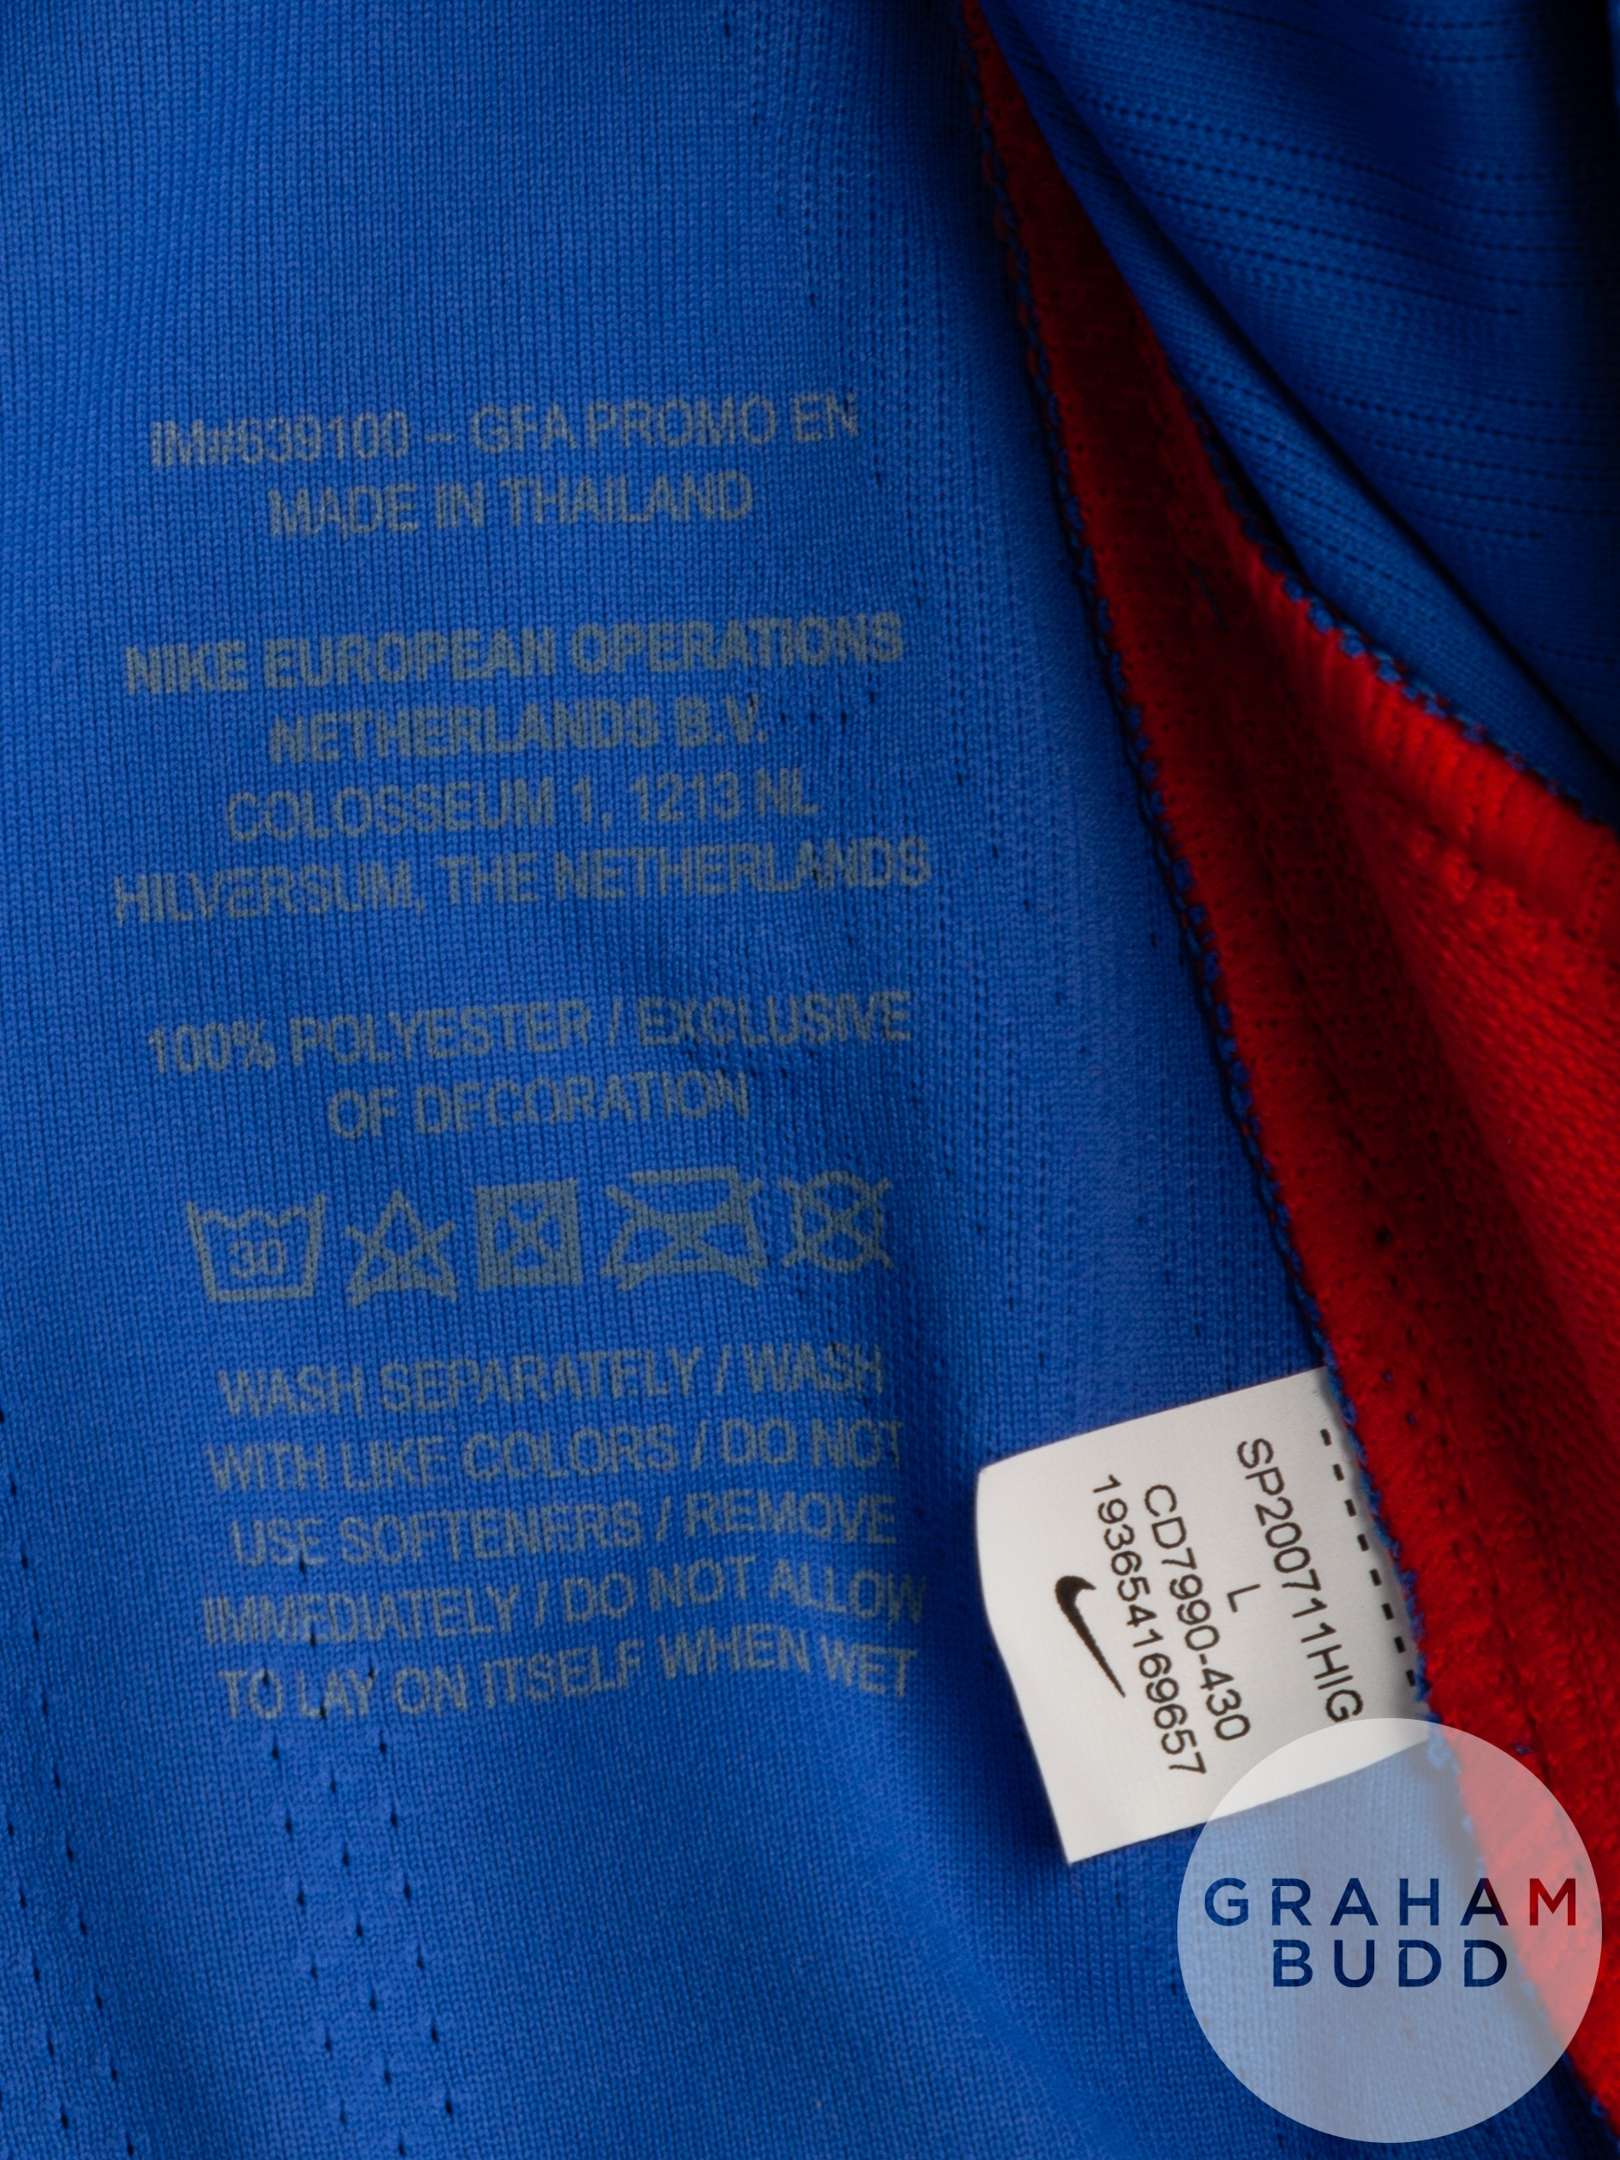 IM#639100 – GFA PROMO EN
MADE IN THAILAND
NIKE EUROPEAN OPERATIONS
NETHERLANDS B.V.
COLOSSEUM 1, 1213 NL
HILVERSUM, THE NETHERLANDS
100% POLYESTER / EXCLUSIVE
OF DECORATION
30
WASH SEPARATELY / WASH
WITH LIKE COLORS / DO NOT
USE SOFTENERS / REMOVE
IMMEDIATELY / DO NOT ALLOW
TO LAY ON ITSELF WHEN WET
SP200711HIG
L
CD7990-430
193654169657
GRAHAM
BUDD